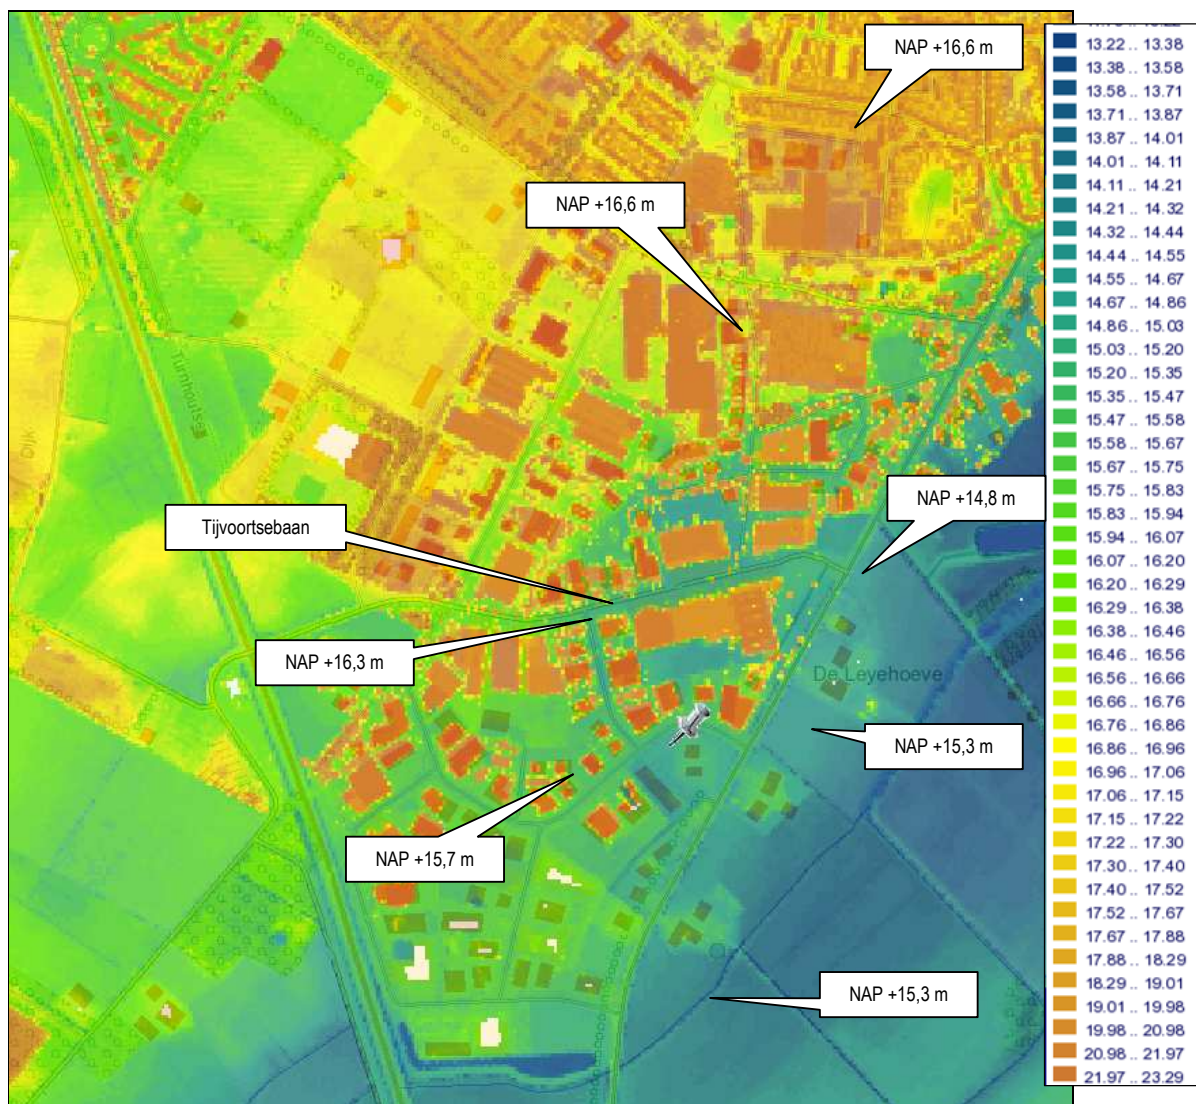 NAP +16,6 m
NAP +16,6 m
Turnhoutse
Dijk
Tijvoortsebaan
NAP +14,8 m
NAP +16,3 m
De Leyehoeve
NAP +15,3 m
NAP +15,7 m
NAP +15,3 m
13.22 .. 13.38
13.38 .. 13.58
13.58 .. 13.71
13.71 .. 13.87
13.87 .. 14.01
14.01 .. 14.11
14.11 .. 14.21
14.21 .. 14.32
14.32 .. 14.44
14.44 .. 14.55
14.55 .. 14.67
14.67 .. 14.86
14.86 .. 15.03
15.03 .. 15.20
15.20 .. 15.35
15.35 .. 15.47
15.47 .. 15.58
15.58 .. 15.67
15.67 .. 15.75
15.75 .. 15.83
15.83 .. 15.94
15.94 .. 16.07
16.07 .. 16.20
16.20 .. 16.29
16.29 .. 16.38
16.38 .. 16.46
16.46 .. 16.56
16.56 .. 16.66
16.66 .. 16.76
16.76 .. 16.86
16.86 .. 16.96
16.96 .. 17.06
17.06 .. 17.15
17.15 .. 17.22
17.22 .. 17.30
17.30 .. 17.40
17.40 .. 17.52
17.52 .. 17.67
17.67 .. 17.88
17.88 .. 18.29
18.29 .. 19.01
19.01 .. 19.98
19.98 .. 20.98
20.98 .. 21.97
21.97 .. 23.29